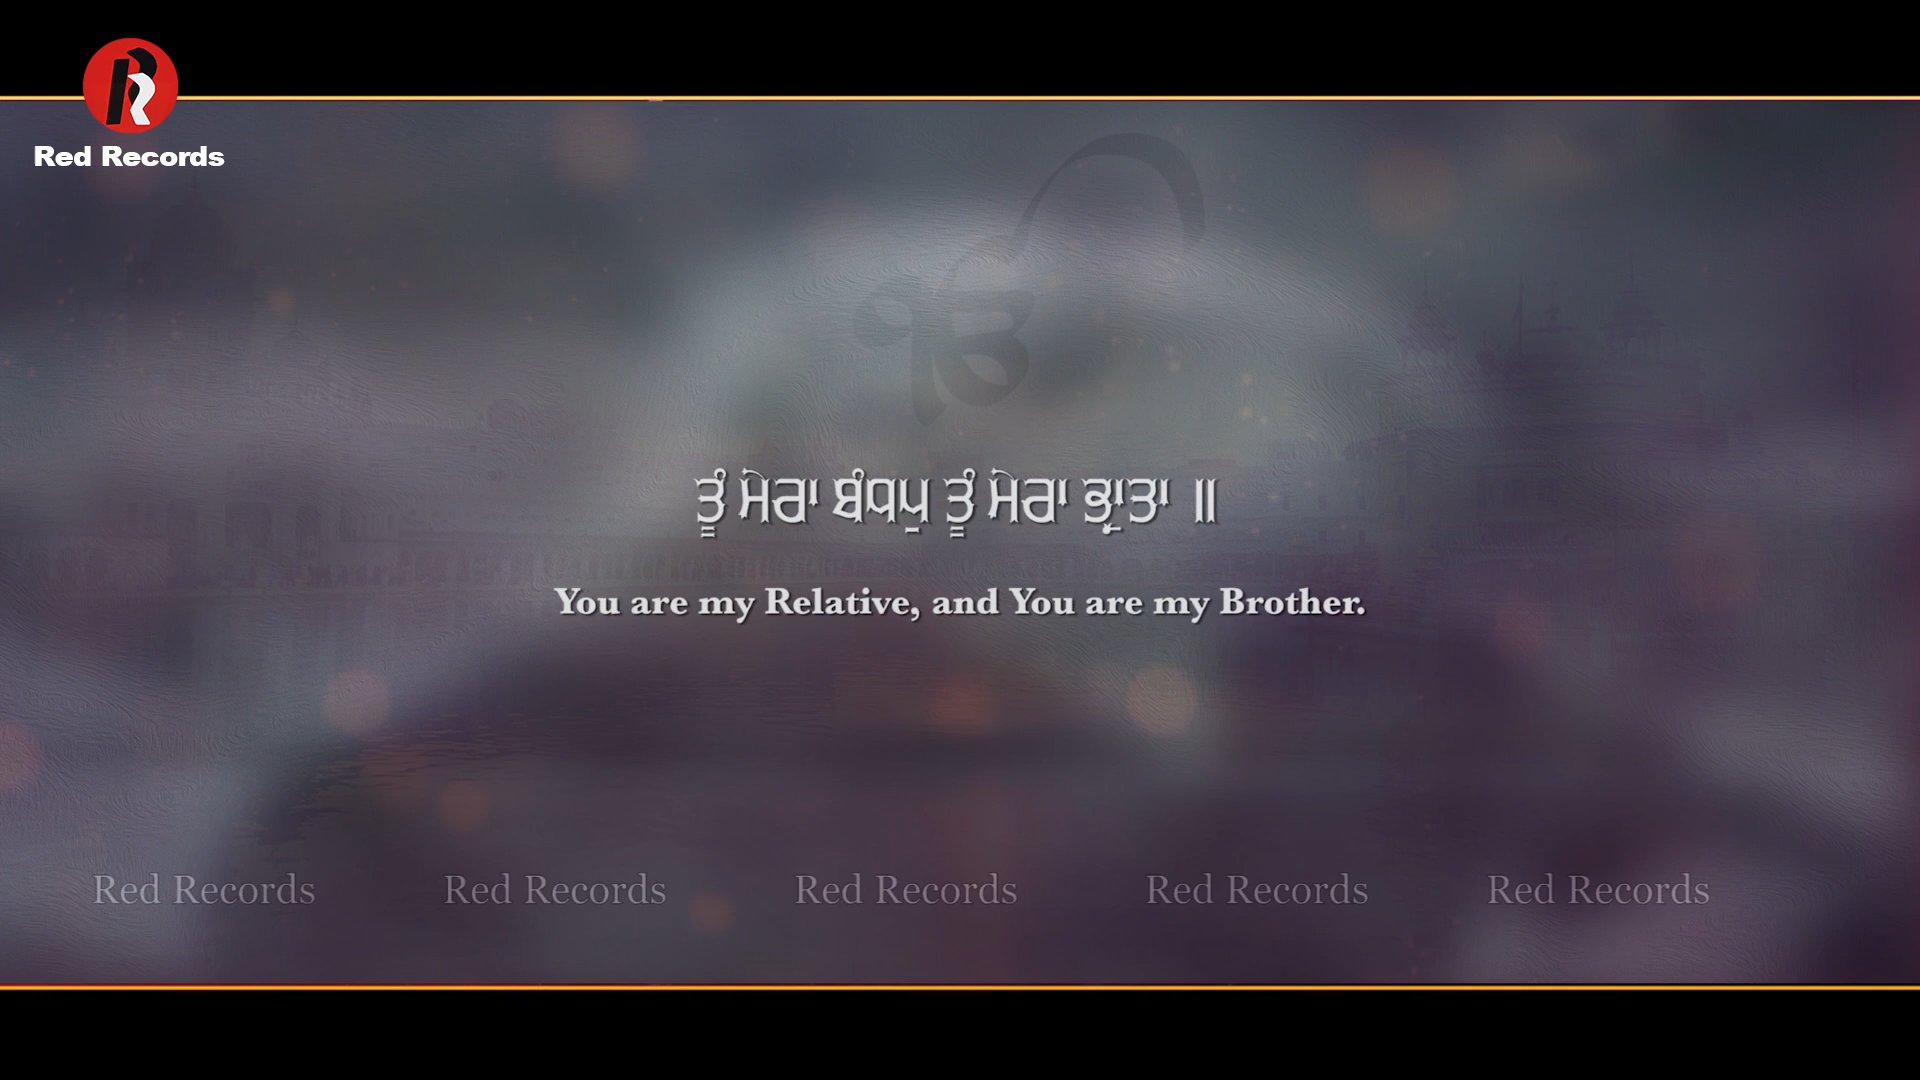 Red Records
ੴ
ਤੂੰ ਮੇਰਾ ਬੰਧਪੁ ਤੂੰ ਮੇਰਾ ਭ੍ਰਾਤਾ ॥
You are my Relative, and You are my Brother.
Red Records Red Records Red Records Red Records Red Records